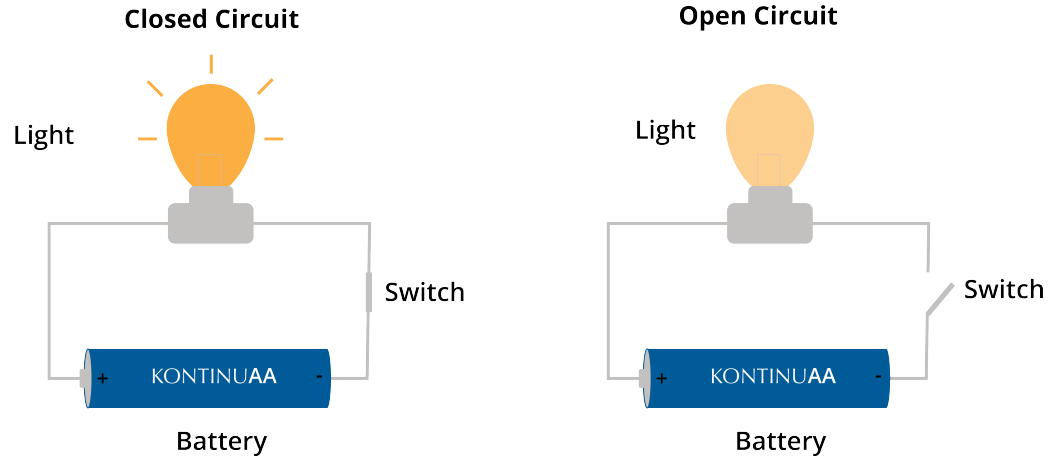 Closed Circuit
Light
Switch
+ KONTINUAA -
Battery
Open Circuit
Light
Switch
+ KONTINUAA -
Battery